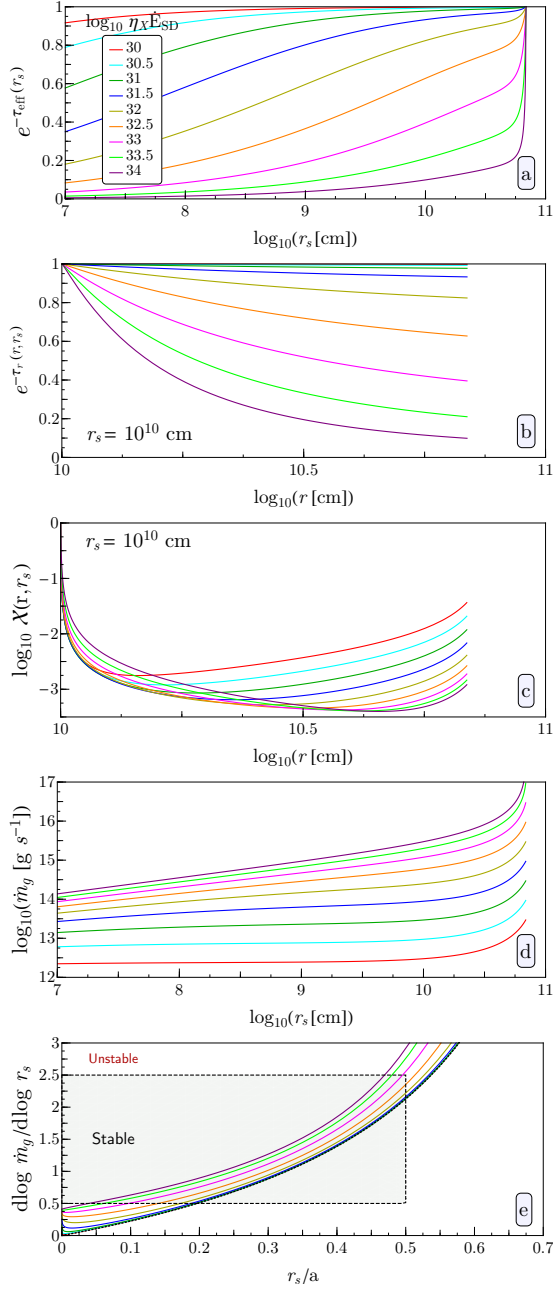 log₁₀ η_X Ė_SD
30
30.5
31
31.5
32
32.5
33
33.5
34
e^{-τ_eff(r_s)}
1
0.8
0.6
0.4
0.2
0
7 8 9 10 11
log₁₀(r_s[cm])
a
e^{-τ_r(r;r_s)}
1
0.8
0.6
0.4
0.2
0
r_s = 10¹⁰ cm
b
10 10.5 11
log₁₀(r[cm])
log₁₀ X(r,r_s)
0
−1
−2
−3
r_s = 10¹⁰ cm
c
10 10.5 11
log₁₀(r[cm])
log₁₀(ṁ_g [g s⁻¹])
17
16
15
14
13
12
d
7 8 9 10 11
log₁₀(r_s[cm])
dlog ṁ_g/dlog r_s
3
2.5
2
1.5
1
0.5
0
Unstable
Stable
e
0 0.1 0.2 0.3 0.4 0.5 0.6 0.7
r_s/a